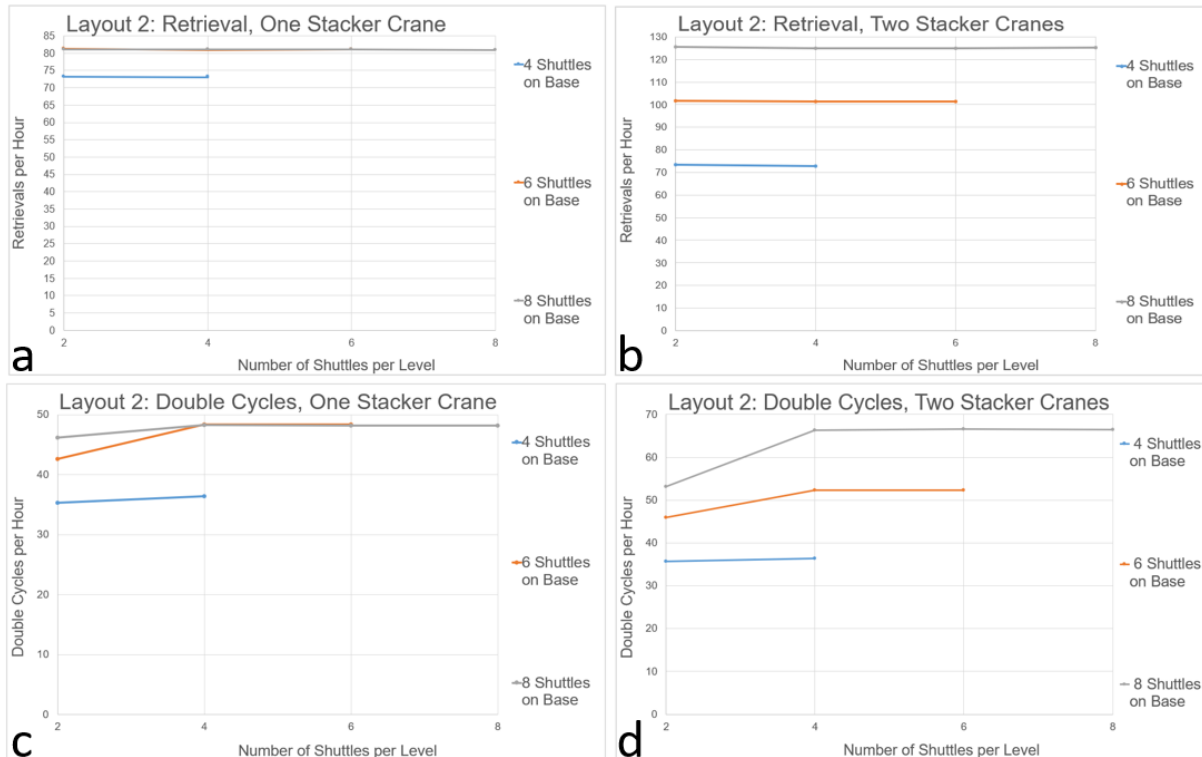 Layout 2: Retrieval, One Stacker Crane
85
80
75
70
65
60
55
50
45
40
35
30
25
20
15
10
5
0
Retrievals per Hour
2 4 6 8
Number of Shuttles per Level
4 Shuttles
on Base
6 Shuttles
on Base
8 Shuttles
on Base
a
Layout 2: Retrieval, Two Stacker Cranes
130
120
110
100
90
80
70
60
50
40
30
20
10
0
Retrievals per Hour
2 4 6 8
Number of Shuttles per Level
4 Shuttles
on Base
6 Shuttles
on Base
8 Shuttles
on Base
b
Layout 2: Double Cycles, One Stacker Crane
50
40
30
20
10
0
Double Cycles per Hour
2 4 6 8
Number of Shuttles per Level
4 Shuttles
on Base
6 Shuttles
on Base
8 Shuttles
on Base
c
Layout 2: Double Cycles, Two Stacker Cranes
70
60
50
40
30
20
10
0
Double Cycles per Hour
2 4 6 8
Number of Shuttles per Level
4 Shuttles
on Base
6 Shuttles
on Base
8 Shuttles
on Base
d